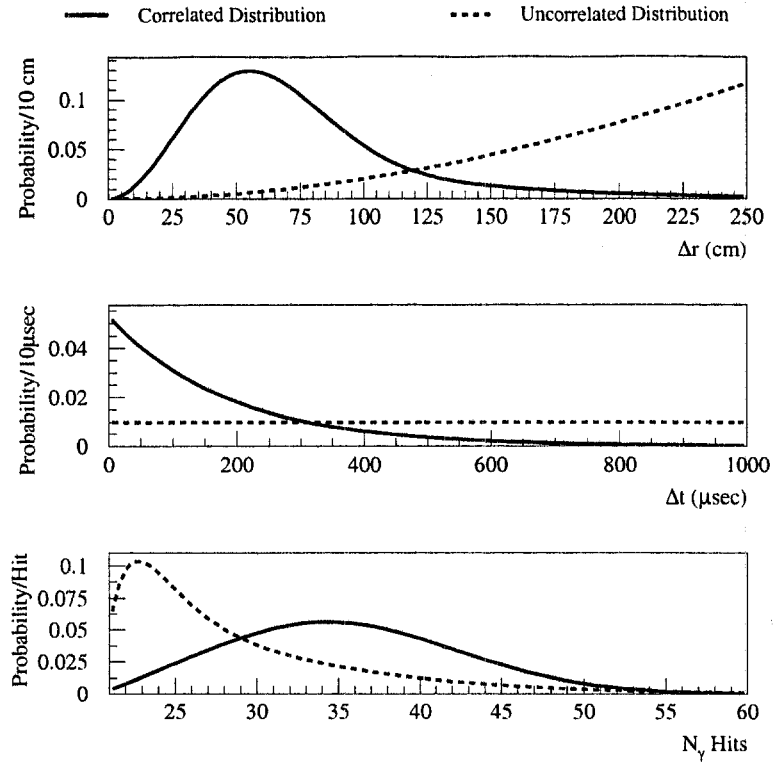 Correlated Distribution Uncorrelated Distribution
Probability/10 cm
0.1
0.05
0
0 25 50 75 100 125 150 175 200 225 250
Δr (cm)
Probability/10μsec
0.04
0.02
0
0 200 400 600 800 1000
Δt (μsec)
Probability/Hit
0.1
0.075
0.05
0.025
0
25 30 35 40 45 50 55 60
Nγ Hits